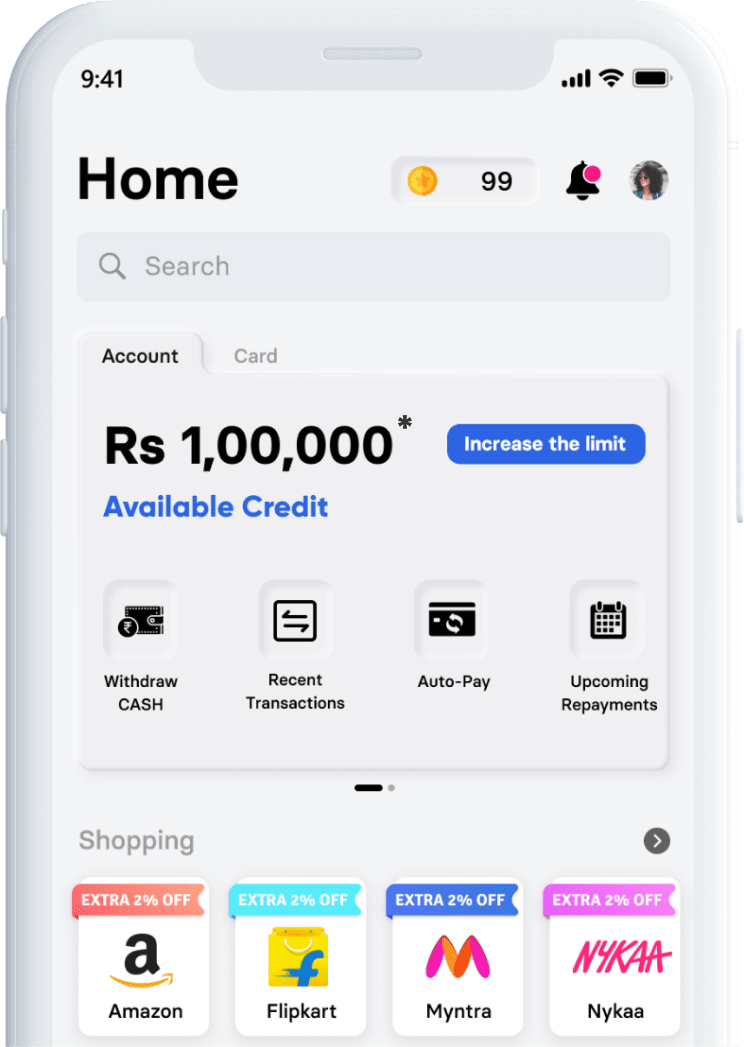 9:41
Home
99
Search
Account
Card
Rs 1,00,000*
Increase the limit
Available Credit
₹
Withdraw
CASH
Recent
Transactions
Auto-Pay
Upcoming
Repayments
Shopping
EXTRA 2% OFF
EXTRA 2% OFF
EXTRA 2% OFF
EXTRA 2% OFF
a
f
NYKAA
Amazon
Flipkart
Myntra
Nykaa